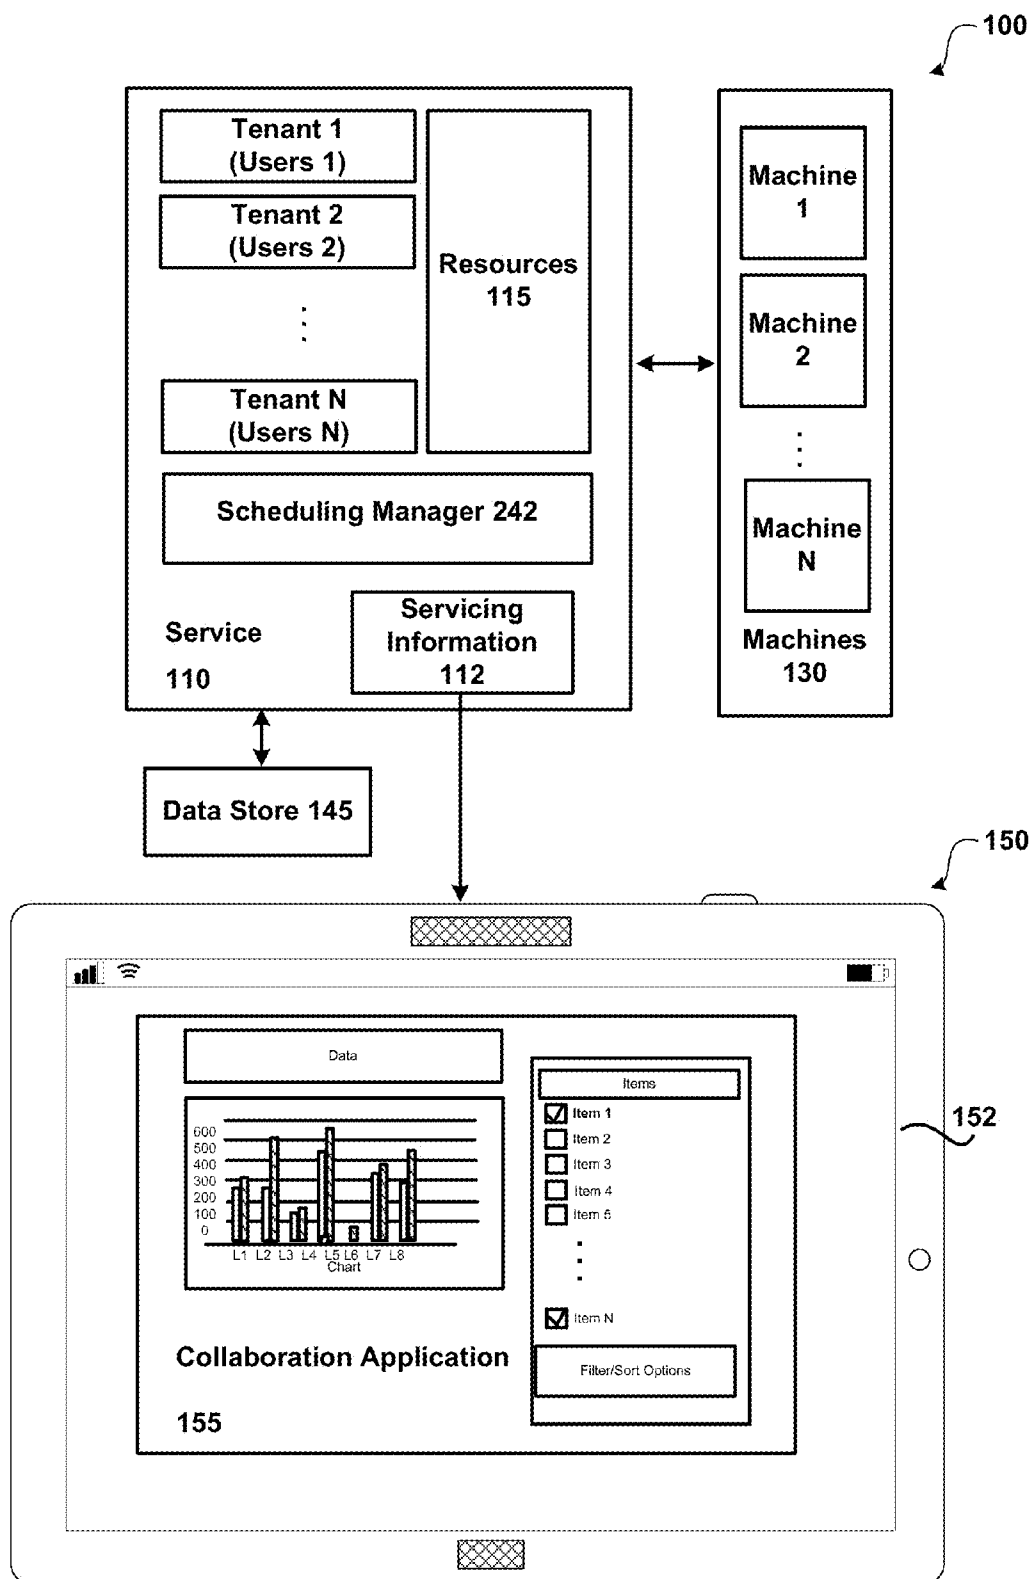 100
Tenant 1
(Users 1)
Tenant 2
(Users 2)
Tenant N
(Users N)
Resources
115
Scheduling Manager 242
Service
110
Servicing
Information
112
Machine
1
Machine
2
Machine
N
Machines
130
Data Store 145
150
152
Data
600
500
400
300
200
100
0
L1 L2 L3 L4 L5 L6 L7 L8
Chart
Items
Item 1
Item 2
Item 3
Item 4
Item 5
Item N
Filter/Sort Options
Collaboration Application
155